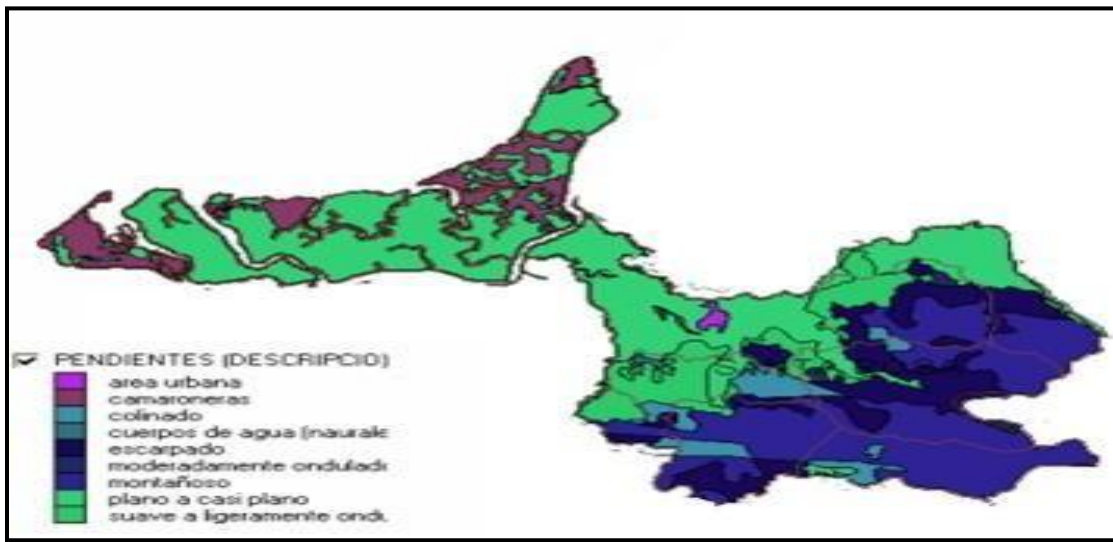 PENDIENTES (DESCRIPCIO)
area urbana
camaroneras
colinado
cuerpos de agua (naurale
escarpado
moderadamente ondulad
montañoso
plano a casi plano
suave a ligeramente ond